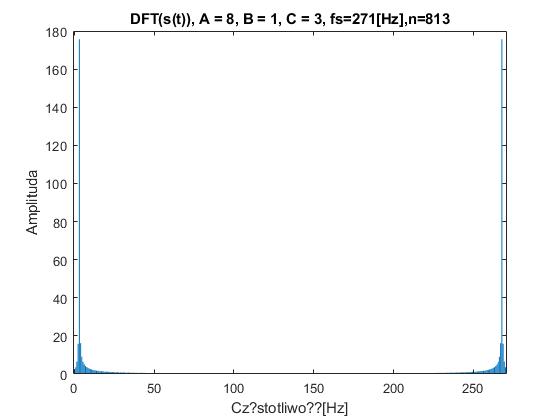 DFT(s(t)), A = 8, B = 1, C = 3, fs=271[Hz],n=813
180
160
140
120
100
80
60
40
20
0
Amplituda
0 50 100 150 200 250
Cz?stotliwo??[Hz]